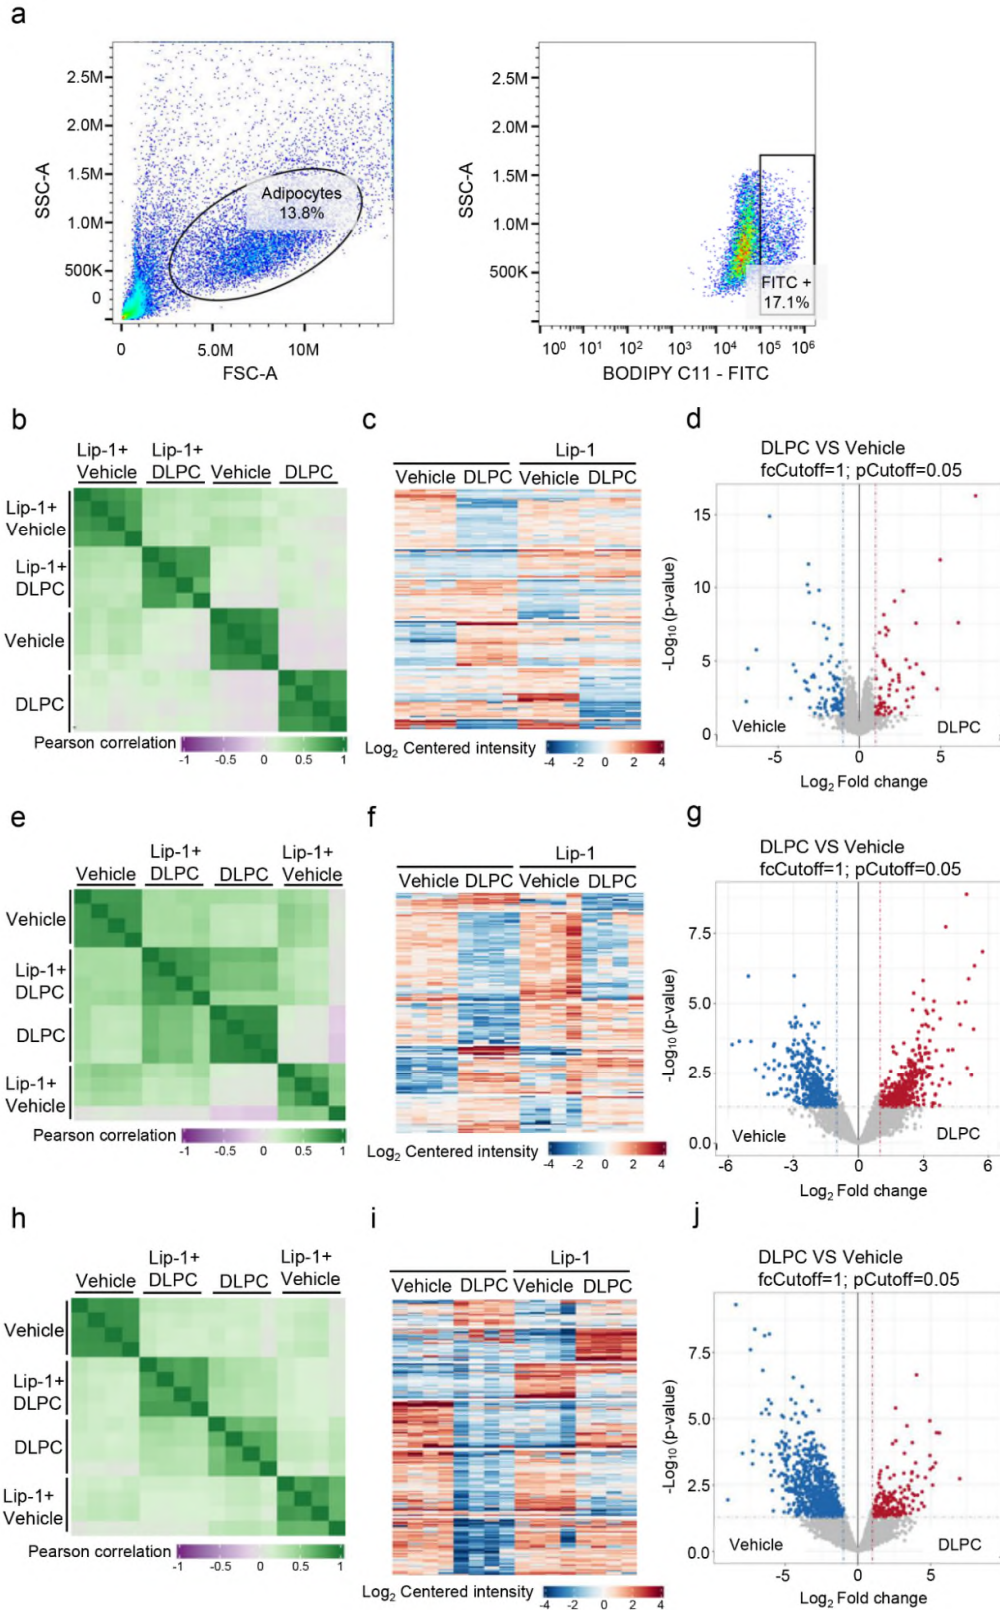 a
2.5M
2.0M
1.5M
1.0M
500K
0
SSC-A
Adipocytes
13.8%
0
5.0M
10M
FSC-A
2.5M
2.0M
1.5M
1.0M
500K
SSC-A
FITC +
17.1%
10⁰ 10¹ 10² 10³ 10⁴ 10⁵ 10⁶
BODIPY C11 - FITC
b
Lip-1+
Vehicle
Lip-1+
DLPC
Vehicle
DLPC
Lip-1+
Vehicle
Lip-1+
DLPC
Vehicle
DLPC
Pearson correlation
-1 -0.5 0 0.5 1
c
Lip-1
Vehicle DLPC Vehicle DLPC
Log₂ Centered intensity
-4 -2 0 2 4
d
DLPC VS Vehicle
fcCutoff=1; pCutoff=0.05
15
10
5
0
-Log₁₀ (p-value)
Vehicle
DLPC
-5 0 5
Log₂ Fold change
e
Vehicle
Lip-1+
DLPC
DLPC
Lip-1+
Vehicle
Vehicle
Lip-1+
DLPC
DLPC
Lip-1+
Vehicle
Pearson correlation
-1 -0.5 0 0.5 1
f
Lip-1
Vehicle DLPC Vehicle DLPC
Log₂ Centered intensity
-4 -2 0 2 4
g
DLPC VS Vehicle
fcCutoff=1; pCutoff=0.05
7.5
5.0
2.5
0.0
-Log₁₀ (p-value)
Vehicle
DLPC
-6 -3 0 3 6
Log₂ Fold change
h
Vehicle
Lip-1+
DLPC
DLPC
Lip-1+
Vehicle
Vehicle
Lip-1+
DLPC
DLPC
Lip-1+
Vehicle
Pearson correlation
-1 -0.5 0 0.5 1
i
Lip-1
Vehicle DLPC Vehicle DLPC
Log₂ Centered intensity
-4 -2 0 2 4
j
DLPC VS Vehicle
fcCutoff=1; pCutoff=0.05
7.5
5.0
2.5
0.0
-Log₁₀ (p-value)
Vehicle
DLPC
-5 0 5
Log₂ Fold change